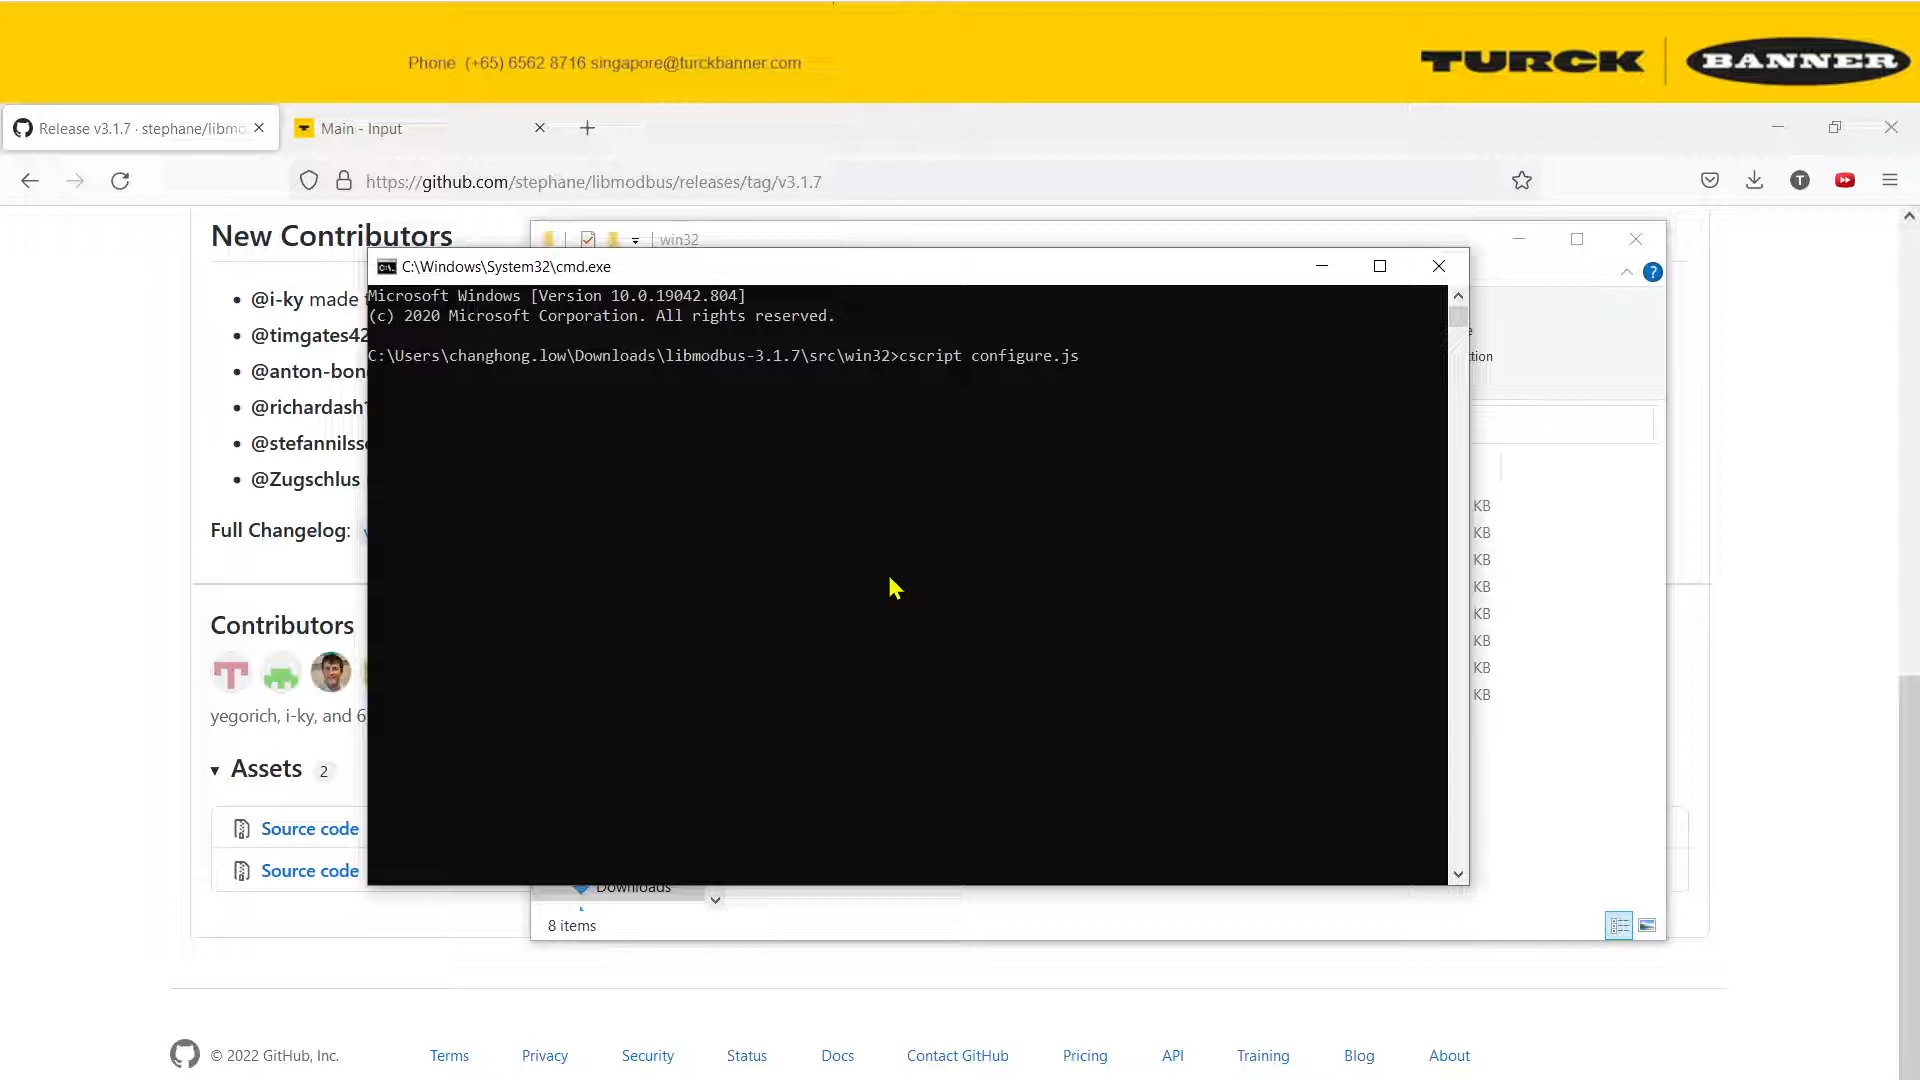 Phone (+65) 6562 8716 singapore@turckbanner.com
TURCK
BANNER
Release v3.1.7 · stephane/libmo
Main - Input
https://github.com/stephane/libmodbus/releases/tag/v3.1.7
T
New Contributors
win32
C:\Windows\System32\cmd.exe
@i-ky made
@timgates42
@anton-bon
@richardash
@stefannilss
@Zugschlus
Microsoft Windows [Version 10.0.19042.804]
(c) 2020 Microsoft Corporation. All rights reserved.
C:\Users\changhong.low\Downloads\libmodbus-3.1.7\src\win32>cscript configure.js
?
ction
KB
KB
KB
KB
KB
KB
KB
KB
Full Changelog:
Contributors
yegorich, i-ky, and 6
Assets 2
Source code
Source code
Downloads
8 items
© 2022 GitHub, Inc.
Terms
Privacy
Security
Status
Docs
Contact GitHub
Pricing
API
Training
Blog
About